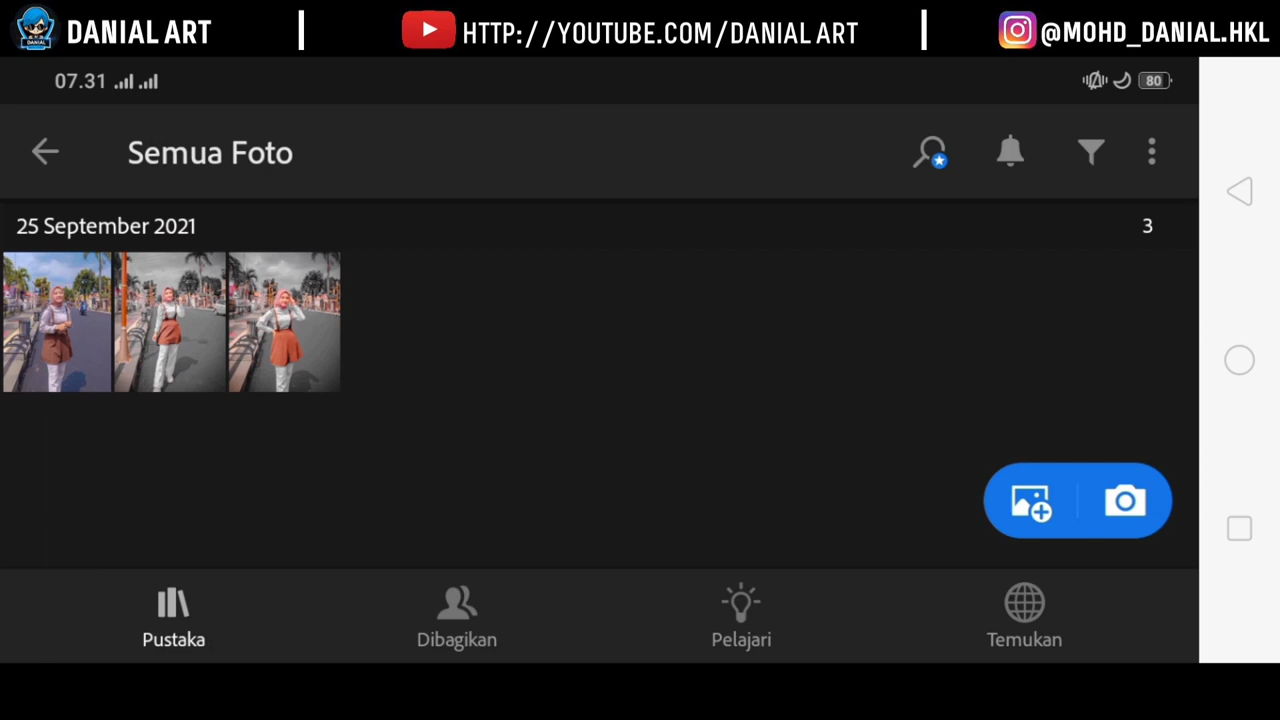 DANIAL ART | HTTP://YOUTUBE.COM/DANIAL ART | @MOHD_DANIAL.HKL
07.31 80
Semua Foto
25 September 2021 3
Pustaka Dibagikan Pelajari Temukan